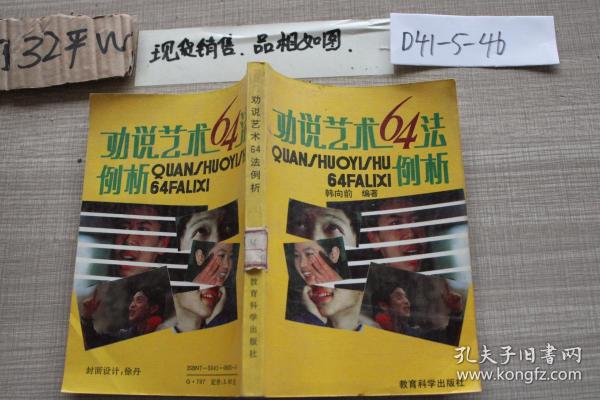 32平
现货销售、品相如图.
D41-5-46
劝说艺术64法
例析
QUANSHUOYISHU
64FALIXI
封面设计:徐丹
劝说艺术64法例析
教育科学出版社
劝说艺术64法
QUANSHUOYISHU
64FALIXI 例析
韩向前 编著
教育科学出版社
孔夫子旧书网
www.kongfz.com